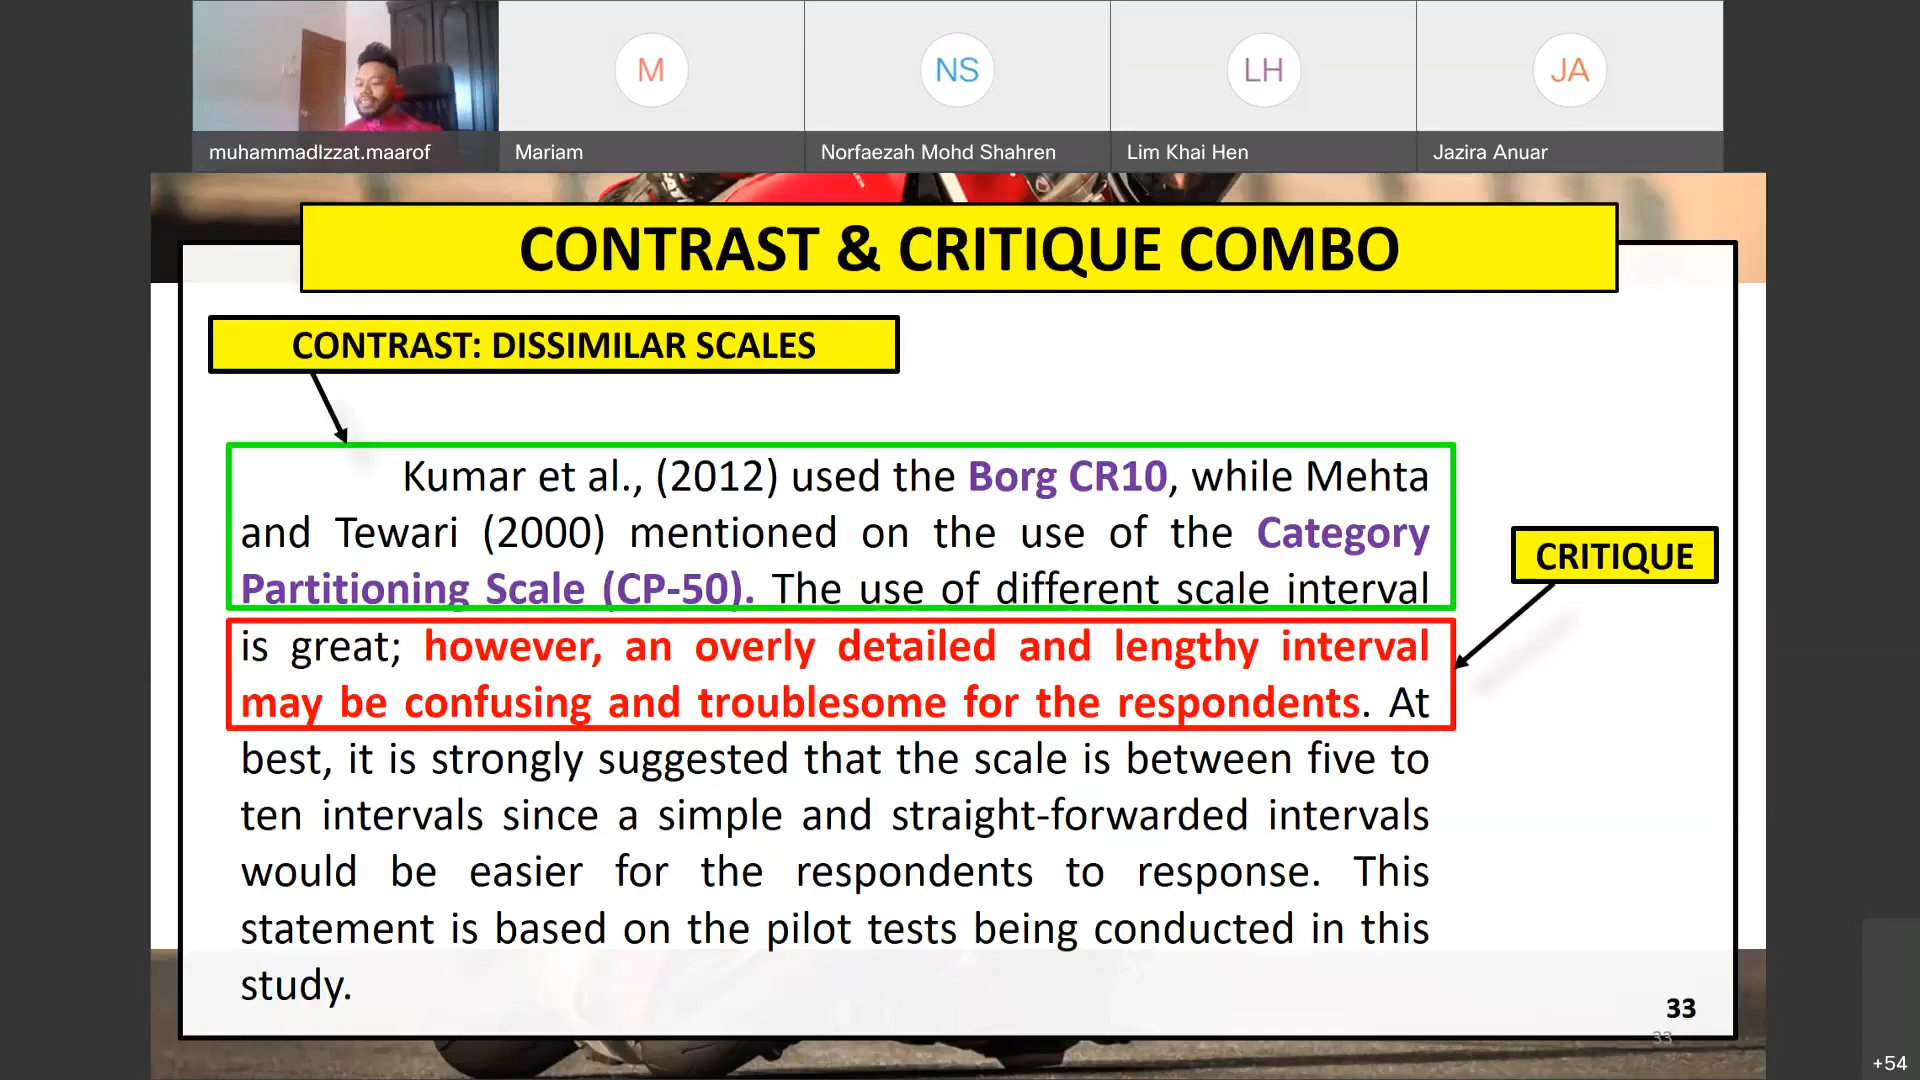 M
NS
LH
JA
muhammadIzzat.maarof
Mariam
Norfaezah Mohd Shahren
Lim Khai Hen
Jazira Anuar
CONTRAST & CRITIQUE COMBO
CONTRAST: DISSIMILAR SCALES
Kumar et al., (2012) used the Borg CR10, while Mehta
and Tewari (2000) mentioned on the use of the Category
Partitioning Scale (CP-50). The use of different scale interval
is great; however, an overly detailed and lengthy interval
may be confusing and troublesome for the respondents. At
best, it is strongly suggested that the scale is between five to
ten intervals since a simple and straight-forwarded intervals
would be easier for the respondents to response. This
statement is based on the pilot tests being conducted in this
study.
CRITIQUE
33
33
+54